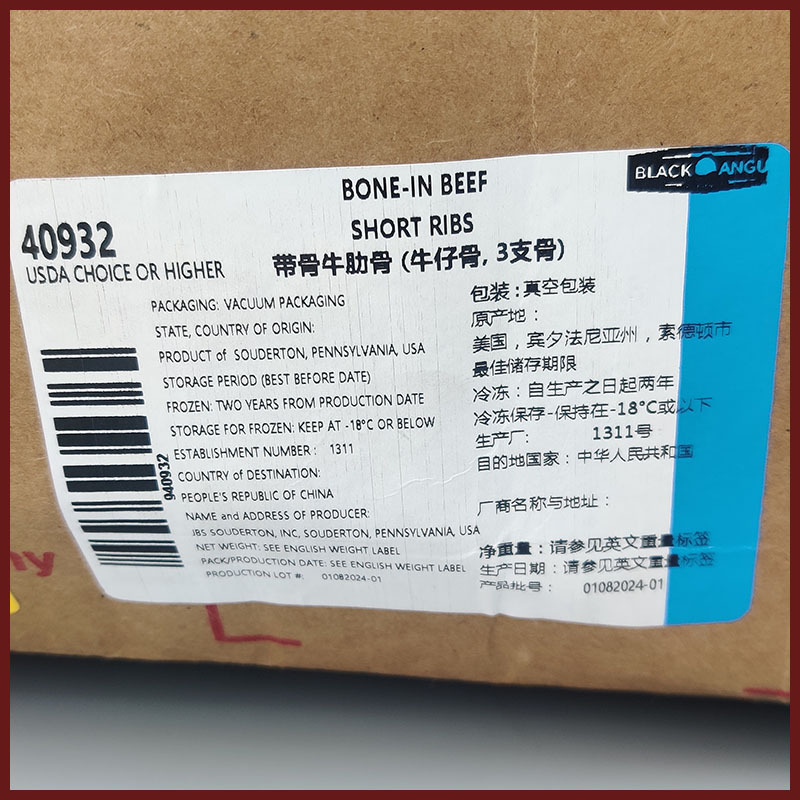 BLACK ANGU
BONE-IN BEEF
SHORT RIBS
带骨牛肋骨 (牛仔骨, 3支骨)
40932
USDA CHOICE OR HIGHER
PACKAGING: VACUUM PACKAGING
STATE, COUNTRY OF ORIGIN:
PRODUCT of SOUDERTON, PENNSYLVANIA, USA
STORAGE PERIOD (BEST BEFORE DATE)
FROZEN: TWO YEARS FROM PRODUCTION DATE
STORAGE FOR FROZEN: KEEP AT -18°C OR BELOW
ESTABLISHMENT NUMBER : 1311
COUNTRY of DESTINATION:
PEOPLE'S REPUBLIC OF CHINA
NAME and ADDRESS OF PRODUCER:
JBS SOUDERTON, INC, SOUDERTON, PENNSYLVANIA, USA
NET WEIGHT: SEE ENGLISH WEIGHT LABEL
PACK/PRODUCTION DATE: SEE ENGLISH WEIGHT LABEL
PRODUCTION LOT #: 01082024-01
940932
包装 : 真空包装
原产地 :
美国 , 宾夕法尼亚州 , 索德顿市
最佳储存期限
冷冻 : 自生产之日起两年
冷冻保存-保持在-18°C或以下
生产厂: 1311号
目的地国家 : 中华人民共和国
厂商名称与地址 :
净重量 : 请参见英文重量标签
生产日期 : 请参见英文重量标签
产品批号 : 01082024-01